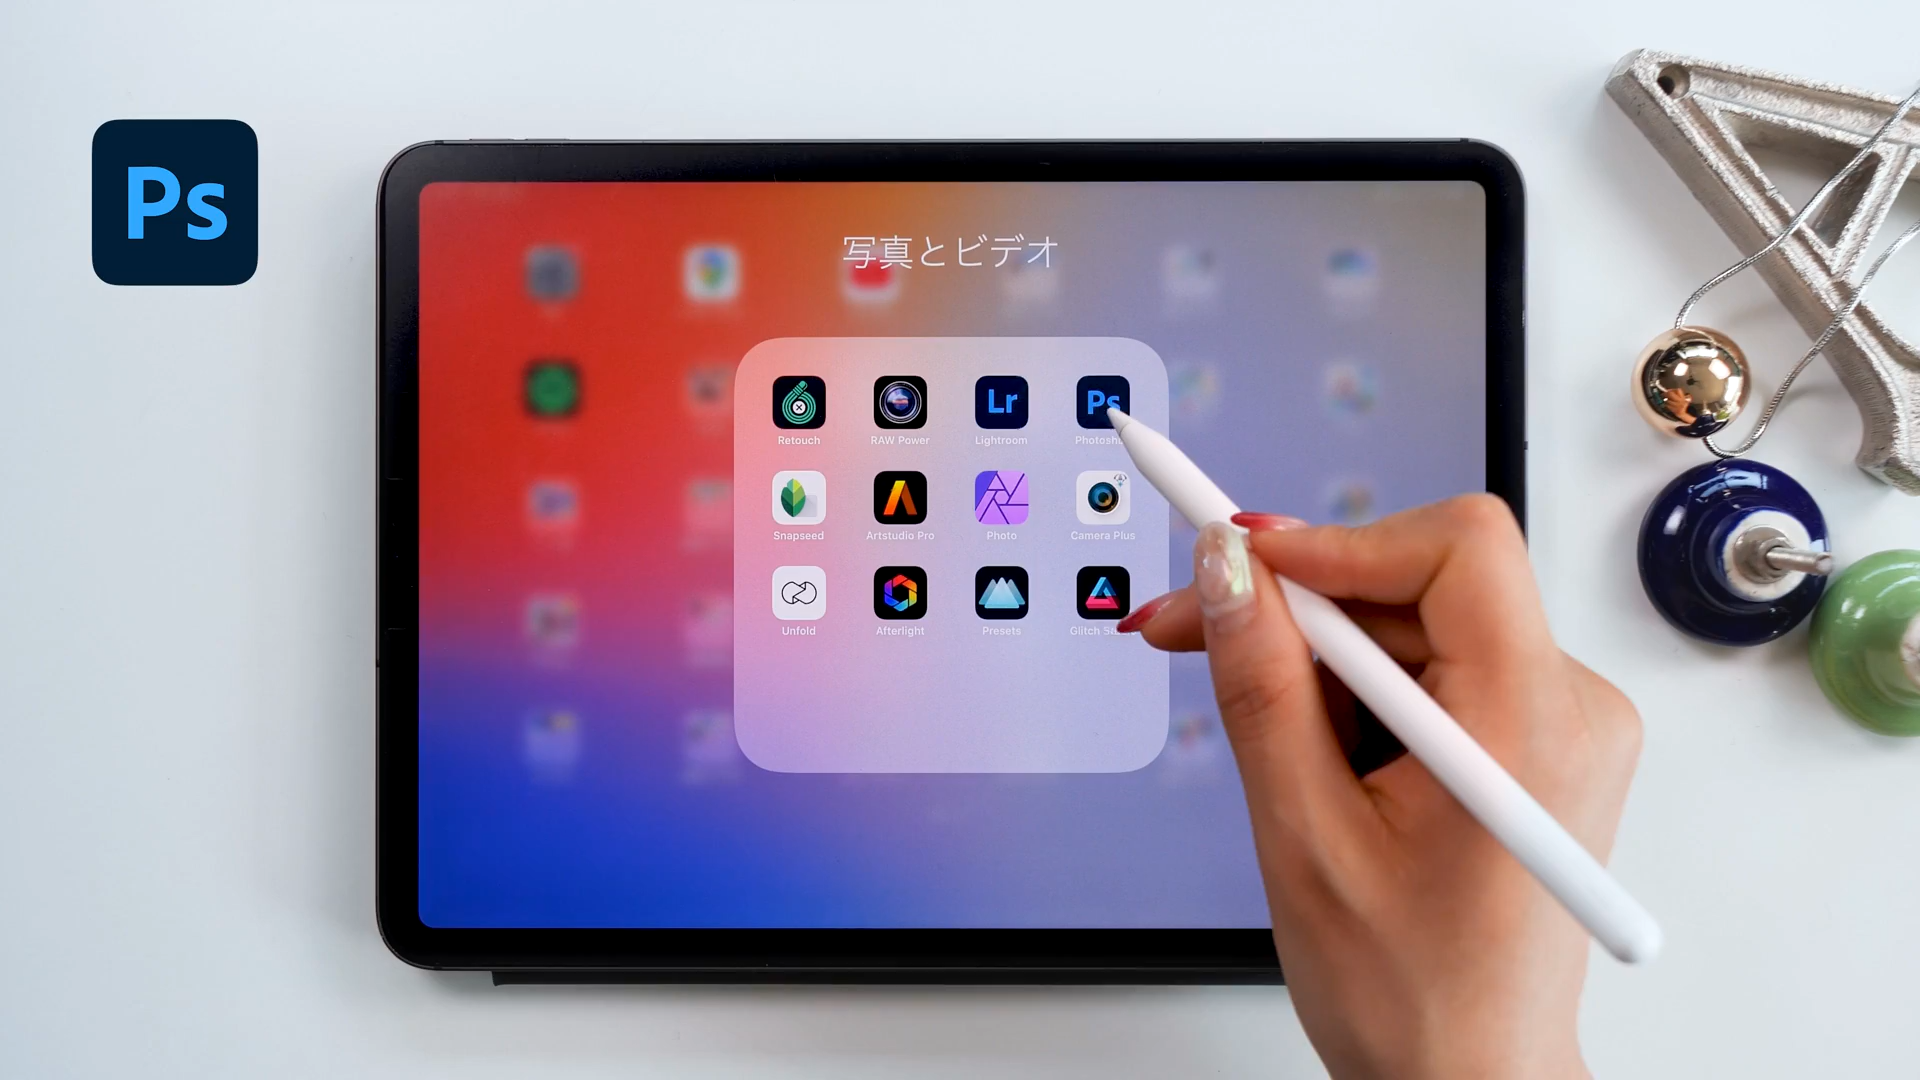 Ps
写真とビデオ
Lr
Ps
Retouch
RAW Power
Lightroom
Snapseed
Artstudio Pro
Photo
Camera Plus
Unfold
Afterlight
Presets
Glitch